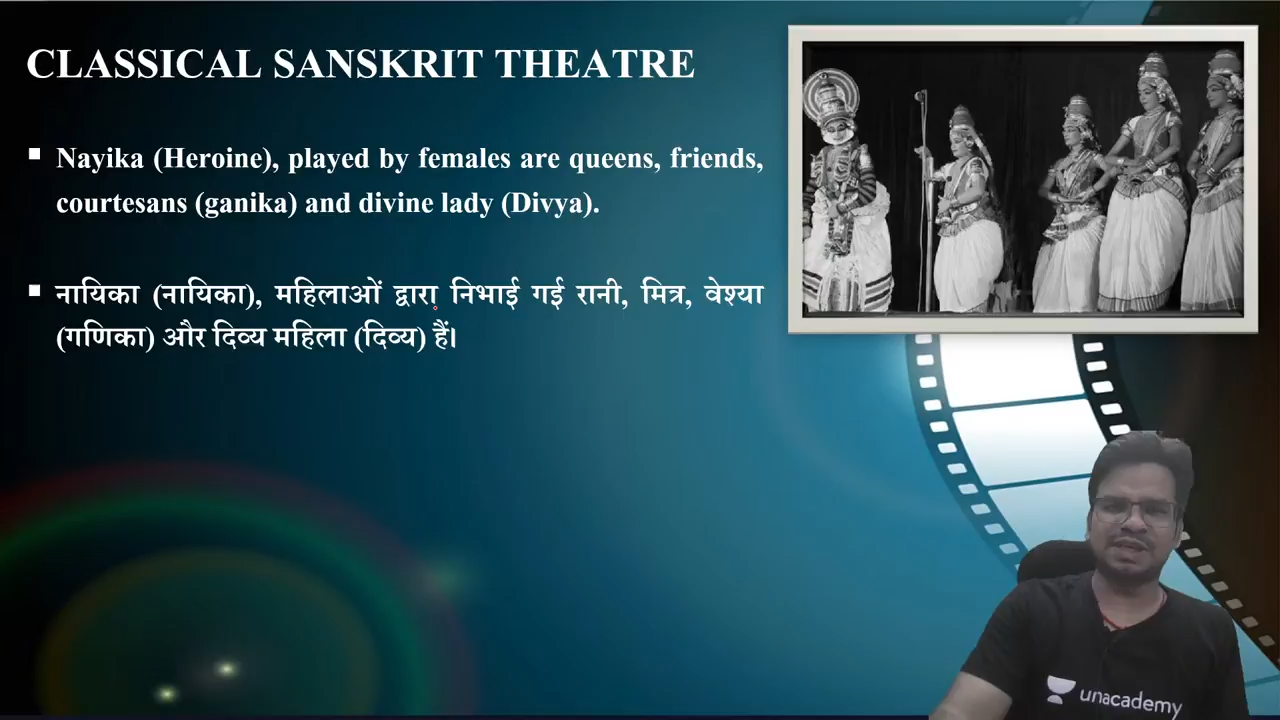 CLASSICAL SANSKRIT THEATRE
Nayika (Heroine), played by females are queens, friends,
courtesans (ganika) and divine lady (Divya).
नायिका (नायिका), महिलाओं द्वारा निभाई गई रानी, मित्र, वेश्या
(गणिका) और दिव्य महिला (दिव्य) हैं।
unacademy